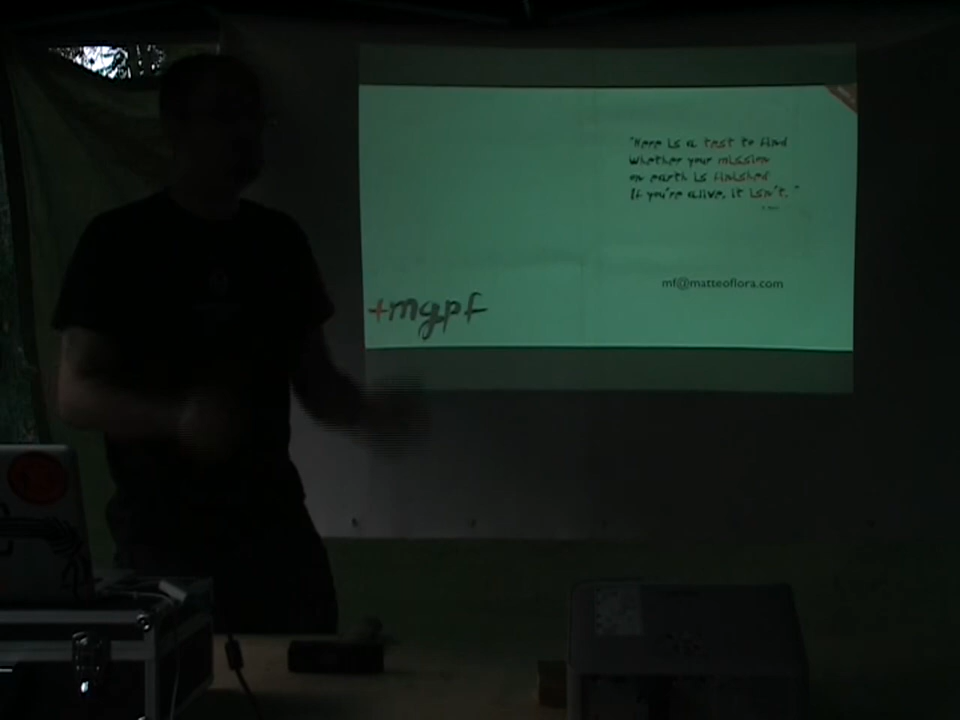 "Here is a test to find
whether your mission
on earth is finished
If you're alive, it isn't. "
mf@matteoflora.com
+mgpf